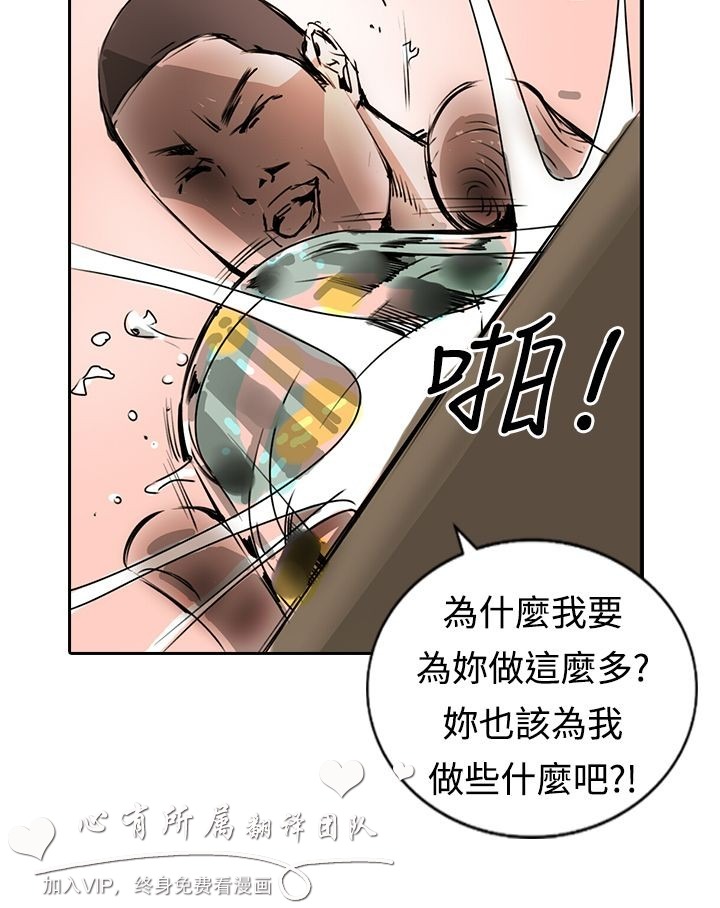 啪!
為什麼我要
為妳做這麼多?
妳也該為我
做些什麼吧?!
心有所属翻译团队
加入VIP，终身免费看漫画